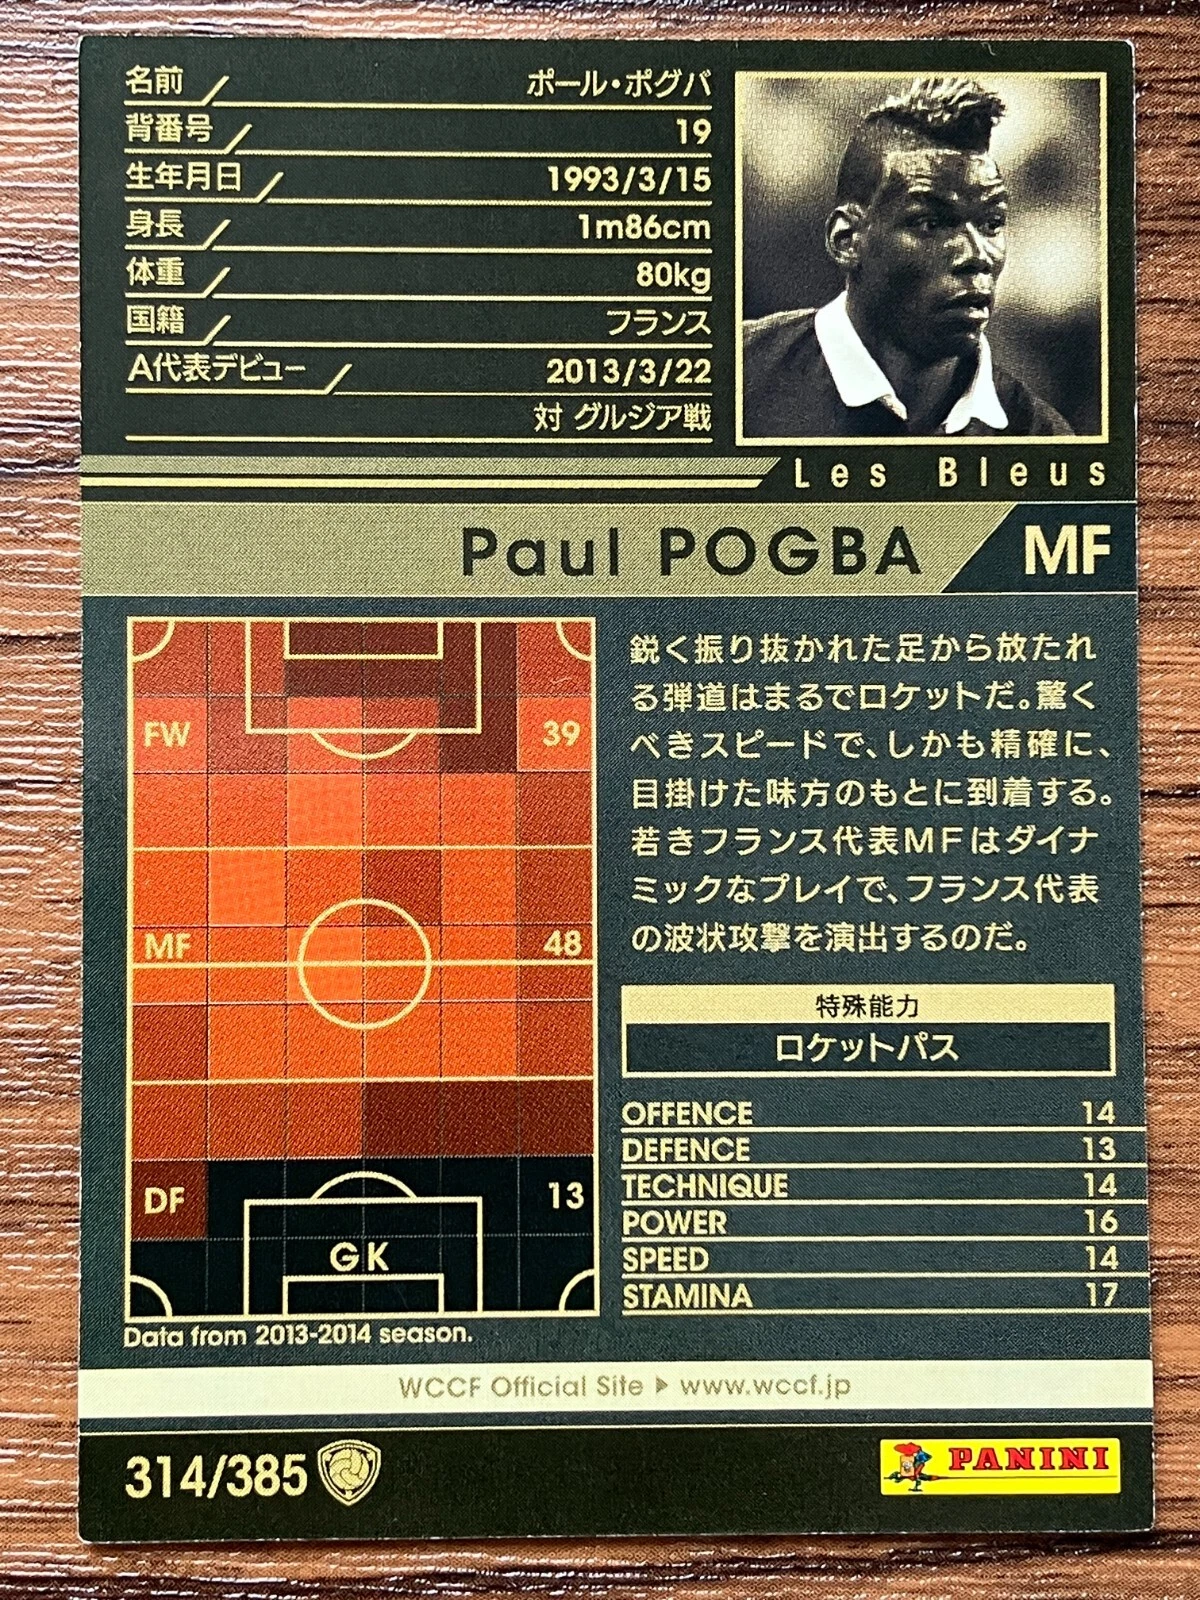 名前 ポール・ポグバ
背番号 19
生年月日 1993/3/15
身長 1m86cm
体重 80kg
国籍 フランス
A代表デビュー 2013/3/22
対 グルジア戦
Les Bleus
Paul POGBA MF
FW 39
MF 48
DF 13
GK
Data from 2013-2014 season.
鋭く振り抜かれた足から放たれ
る弾道はまるでロケットだ。驚く
べきスピードで、しかも精確に、
目掛けた味方のもとに到着する。
若きフランス代表MFはダイナ
ミックなプレイで、フランス代表
の波状攻撃を演出するのだ。
特殊能力
ロケットパス
OFFENCE 14
DEFENCE 13
TECHNIQUE 14
POWER 16
SPEED 14
STAMINA 17
WCCF Official Site ▶ www.wccf.jp
314/385
PANINI